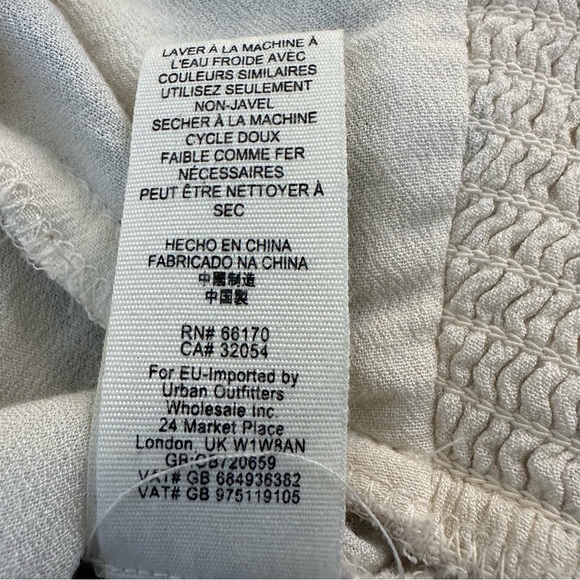 LAVER À LA MACHINE À
L'EAU FROIDE AVEC
COULEURS SIMILAIRES
UTILISEZ SEULEMENT
NON-JAVEL
SECHER À LA MACHINE
CYCLE DOUX
FAIBLE COMME FER
NÉCESSAIRES
PEUT ÊTRE NETTOYER À
SEC
HECHO EN CHINA
FABRICADO NA CHINA
中國制造
中国製
RN# 66170
CA# 32054
For EU-Imported by
Urban Outfitters
Wholesale Inc
24 Market Place
London, UK W1W8AN
GB:GB720659
VAT# GB 684936382
VAT# GB 975119105